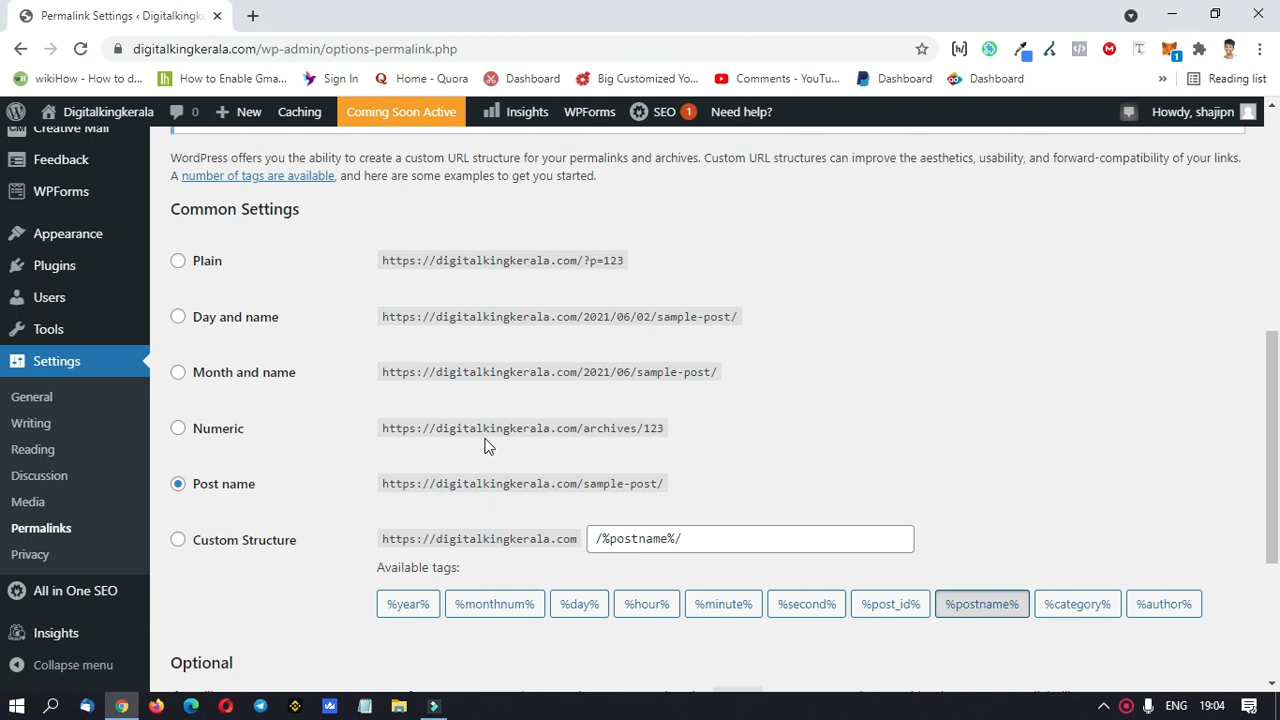 Permalink Settings ‹ Digitalkingke
digitalkingkerala.com/wp-admin/options-permalink.php
wikiHow - How to d...
How to Enable Gma...
Sign In
Home - Quora
Dashboard
Big Customized Yo...
Comments - YouTu...
Dashboard
Dashboard
»
Reading list
Digitalkingkerala
0
New
Caching
Coming Soon Active
Insights
WPForms
SEO
1
Need help?
Howdy, shajipn
Creative Mail
Feedback
WPForms
Appearance
Plugins
Users
Tools
Settings
General
Writing
Reading
Discussion
Media
Permalinks
Privacy
All in One SEO
Insights
Collapse menu
WordPress offers you the ability to create a custom URL structure for your permalinks and archives. Custom URL structures can improve the aesthetics, usability, and forward-compatibility of your links.
A number of tags are available, and here are some examples to get you started.
Common Settings
Plain https://digitalkingkerala.com/?p=123
Day and name https://digitalkingkerala.com/2021/06/02/sample-post/
Month and name https://digitalkingkerala.com/2021/06/sample-post/
Numeric https://digitalkingkerala.com/archives/123
Post name https://digitalkingkerala.com/sample-post/
Custom Structure https://digitalkingkerala.com /%postname%/
Available tags:
%year% %monthnum% %day% %hour% %minute% %second% %post_id% %postname% %category% %author%
Optional
ENG 19:04